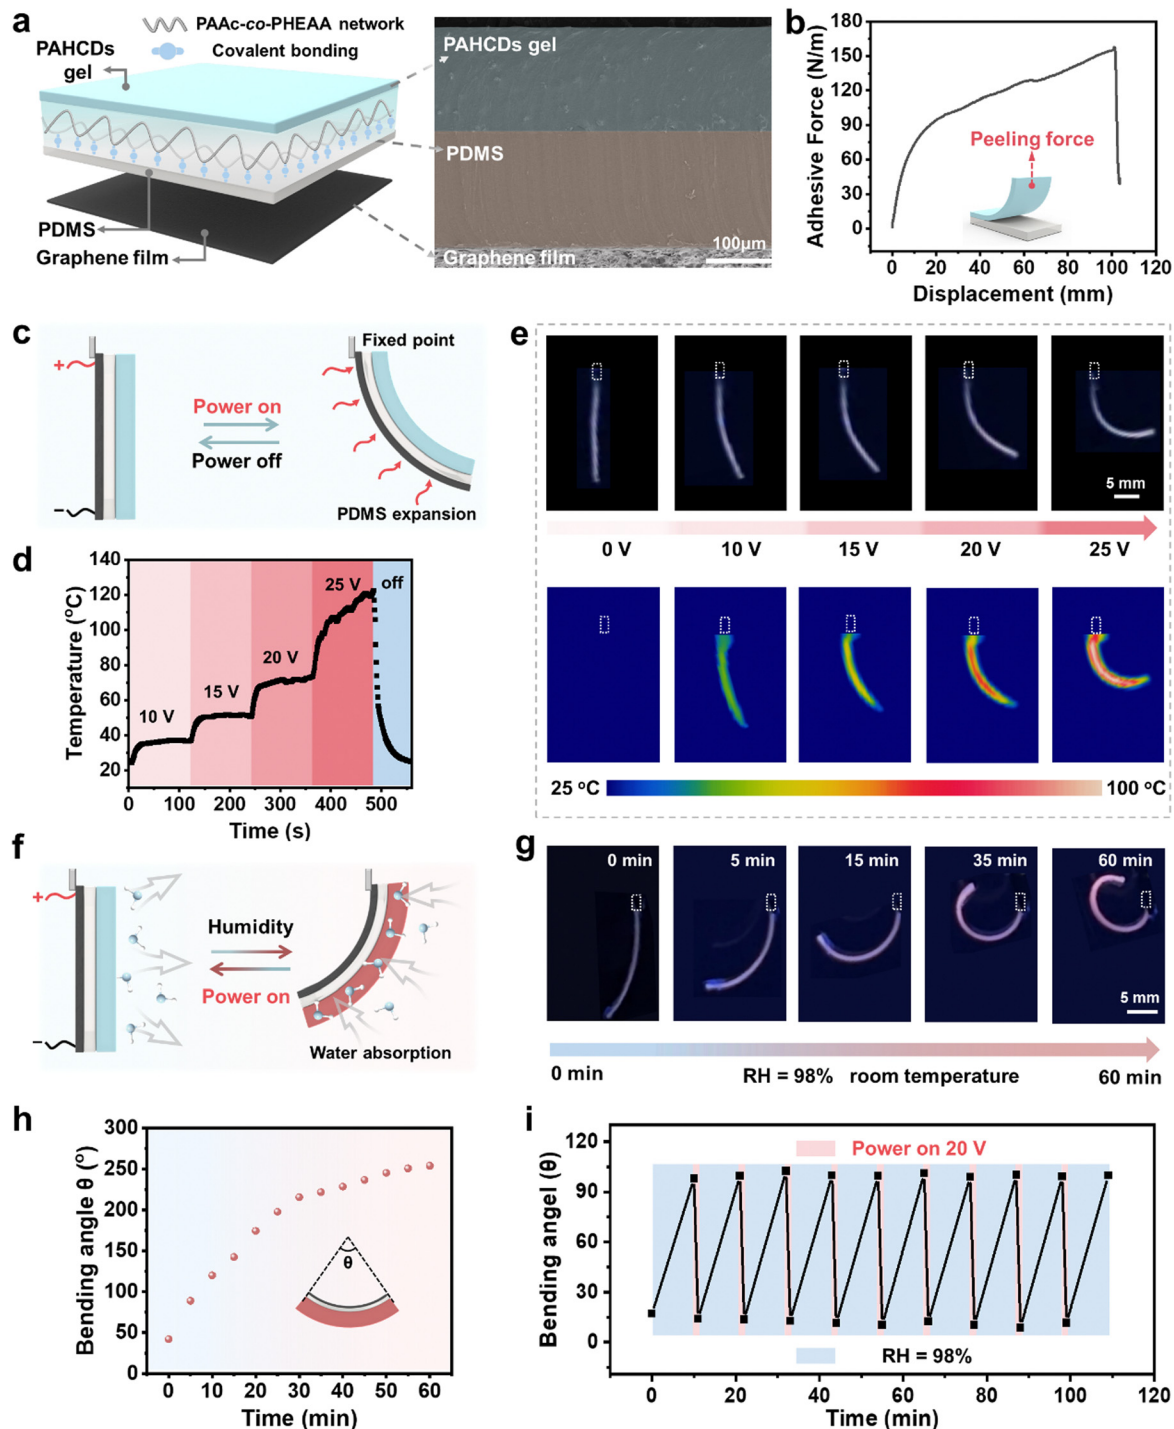 a
PAAc-co-PHEAA network
Covalent bonding
PAHCDs
gel
PDMS
Graphene film
PAHCDs gel
PDMS
Graphene film
100μm
b
Adhesive Force (N/m)
180
150
120
90
60
30
0
Peeling force
0 20 40 60 80 100 120
Displacement (mm)
c
+
−
Power on
Power off
Fixed point
PDMS expansion
d
Temperature (°C)
140
120
100
80
60
40
20
10 V
15 V
20 V
25 V
off
0 100 200 300 400 500
Time (s)
e
5 mm
0 V 10 V 15 V 20 V 25 V
25 °C 100 °C
f
+
−
Humidity
Power on
Water absorption
g
0 min 5 min 15 min 35 min 60 min
5 mm
0 min RH = 98% room temperature 60 min
h
Bending angle θ (°)
300
250
200
150
100
50
0
θ
0 10 20 30 40 50 60
Time (min)
i
Bending angel (θ)
120
90
60
30
0
Power on 20 V
RH = 98%
0 20 40 60 80 100 120
Time (min)